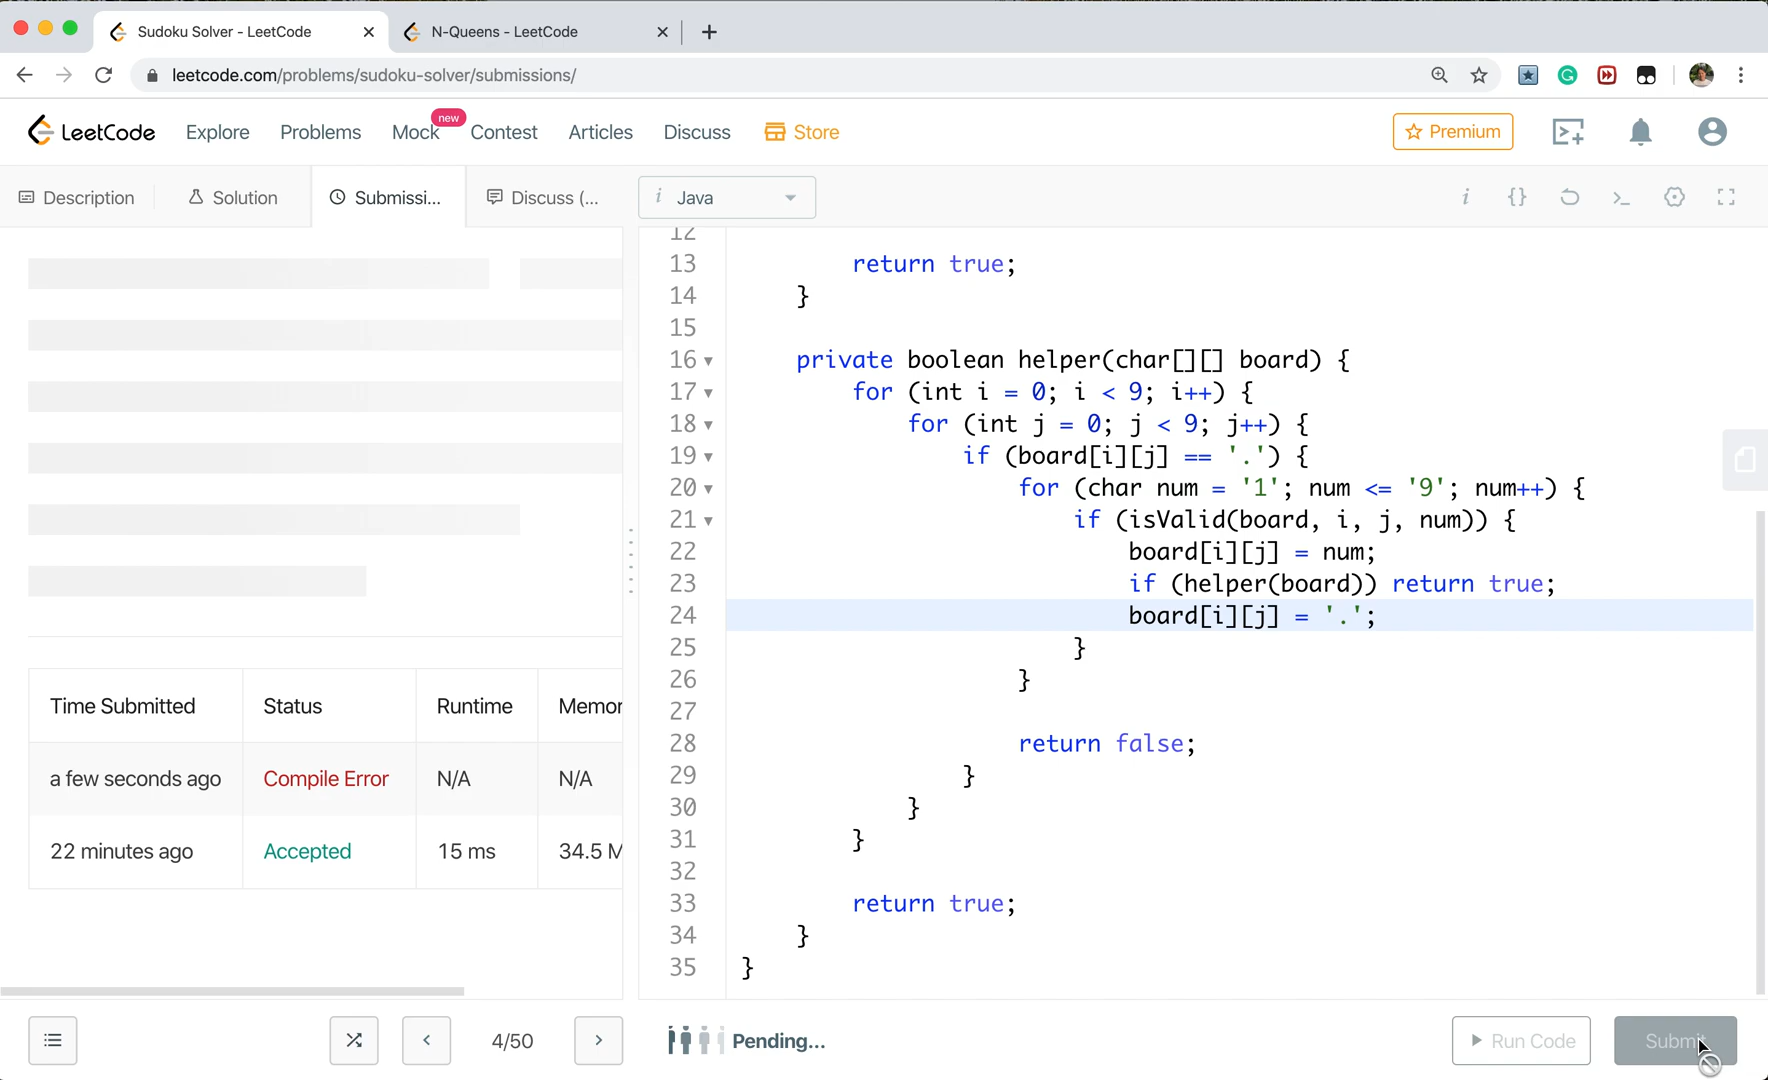 Sudoku Solver - LeetCode
N-Queens - LeetCode
leetcode.com/problems/sudoku-solver/submissions/
LeetCode
Explore
Problems
Mock
new
Contest
Articles
Discuss
Store
Premium
Description
Solution
Submissi...
Discuss (...
i Java
i
{}
>_
12
13 return true;
14 }
15
16 private boolean helper(char[][] board) {
17 for (int i = 0; i < 9; i++) {
18 for (int j = 0; j < 9; j++) {
19 if (board[i][j] == '.') {
20 for (char num = '1'; num <= '9'; num++) {
21 if (isValid(board, i, j, num)) {
22 board[i][j] = num;
23 if (helper(board)) return true;
24 board[i][j] = '.';
25 }
26 }
27
28 return false;
29 }
30 }
31 }
32
33 return true;
34 }
35 }
Time Submitted Status Runtime Memor
a few seconds ago Compile Error N/A N/A
22 minutes ago Accepted 15 ms 34.5 M
4/50
Pending...
Run Code
Submit